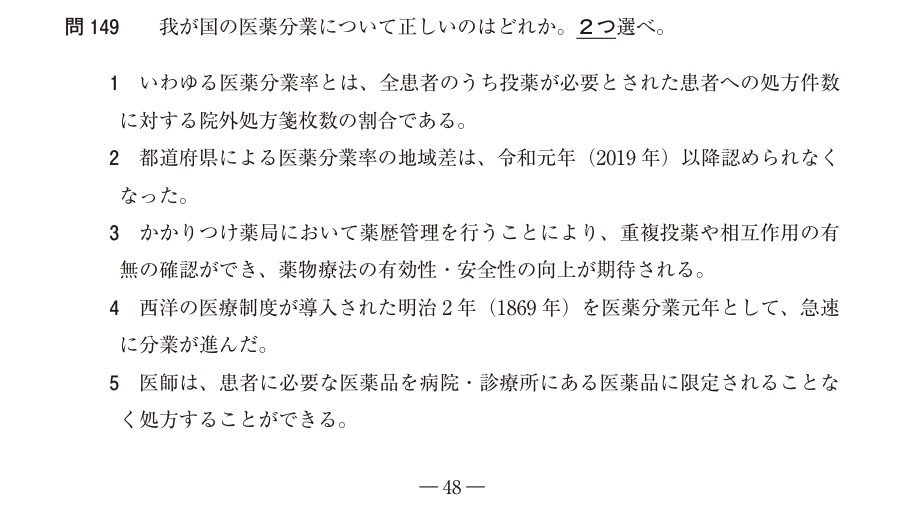 問 149　我が国の医薬分業について正しいのはどれか。２つ選べ。
1　いわゆる医薬分業率とは、全患者のうち投薬が必要とされた患者への処方件数
に対する院外処方箋枚数の割合である。
2　都道府県による医薬分業率の地域差は、令和元年（2019 年）以降認められなく
なった。
3　かかりつけ薬局において薬歴管理を行うことにより、重複投薬や相互作用の有
無の確認ができ、薬物療法の有効性・安全性の向上が期待される。
4　西洋の医療制度が導入された明治２年（1869 年）を医薬分業元年として、急速
に分業が進んだ。
5　医師は、患者に必要な医薬品を病院・診療所にある医薬品に限定されることな
く処方することができる。
― 48 ―